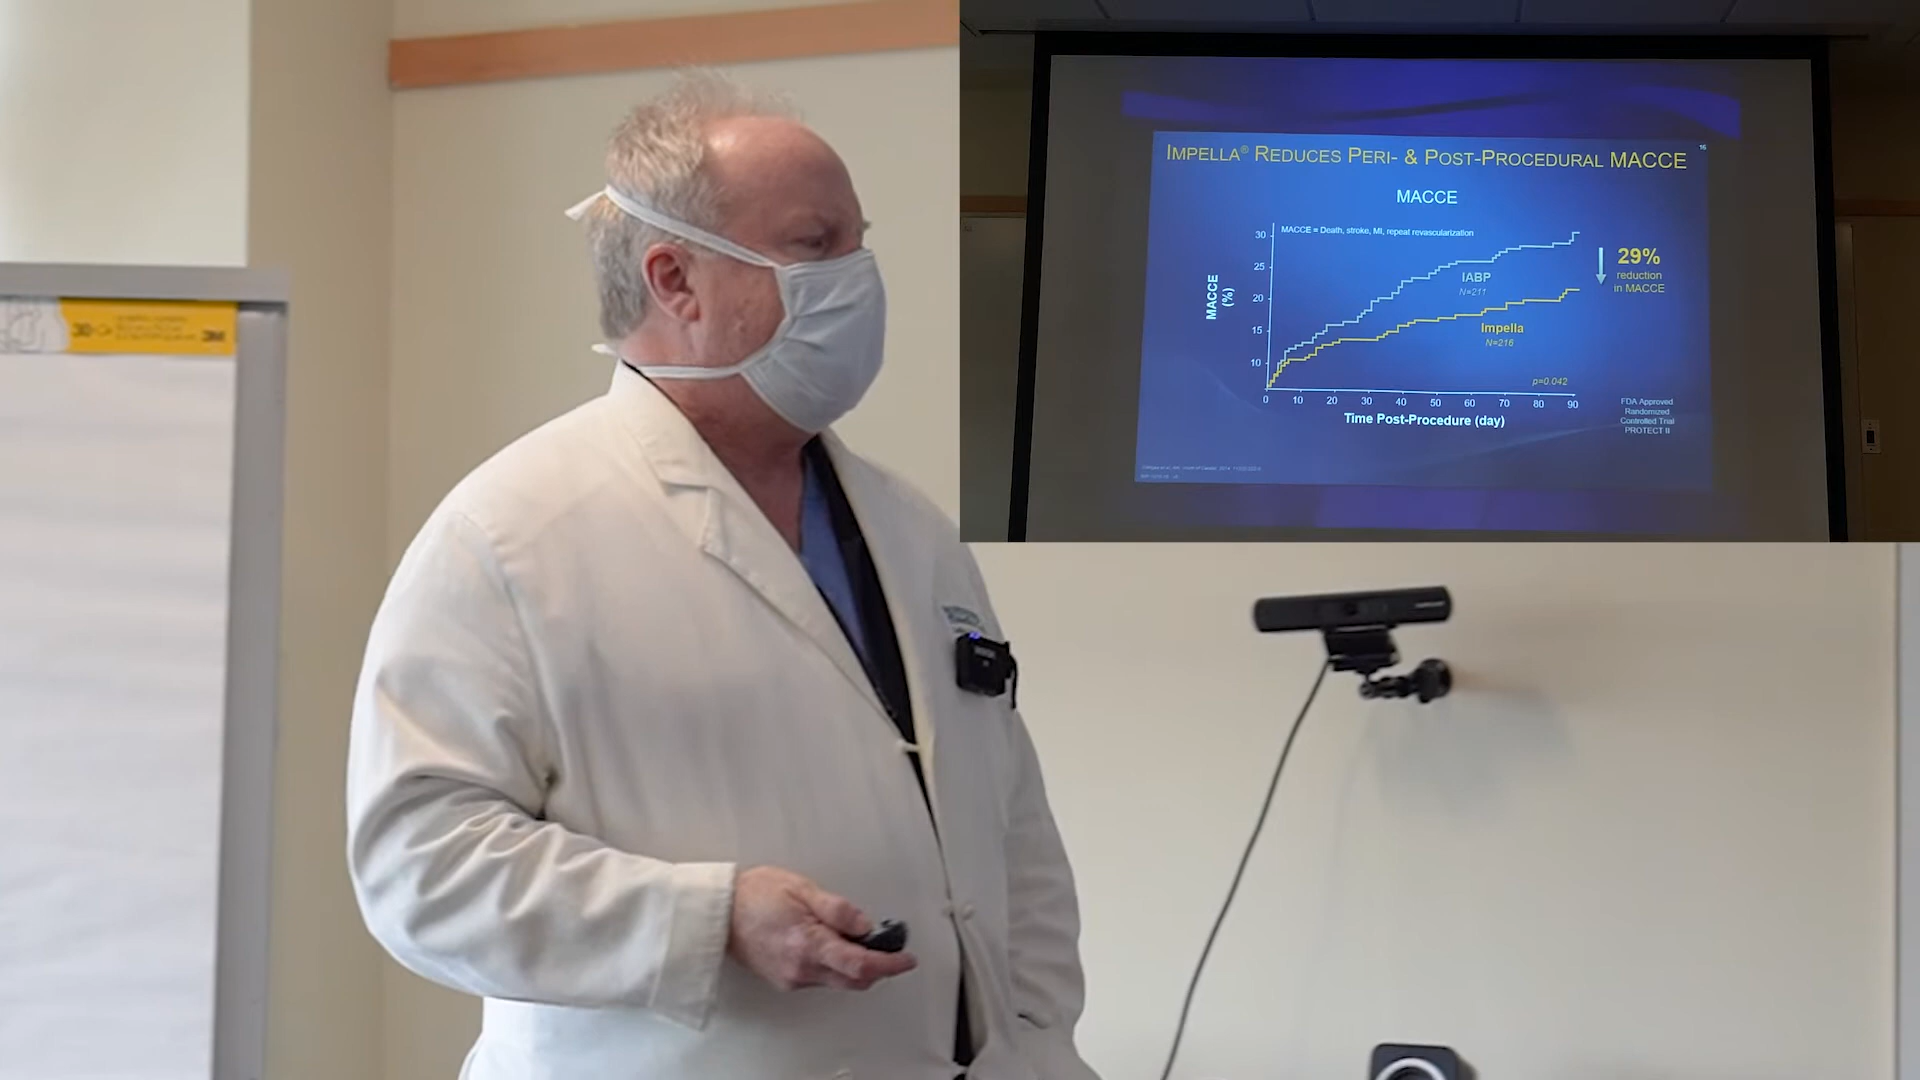 IMPELLA® REDUCES PERI- & POST-PROCEDURAL MACCE
16
MACCE
MACCE = Death, stroke, MI, repeat revascularization
30
25
20
15
10
MACCE
(%)
IABP
N=211
Impella
N=216
p=0.042
29%
reduction
in MACCE
0 10 20 30 40 50 60 70 80 90
Time Post-Procedure (day)
FDA Approved
Randomized
Controlled Trial
PROTECT II
3M